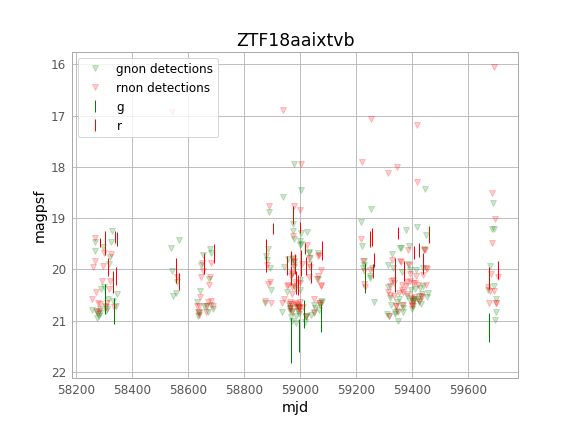 ZTF18aaixtvb
gnon detections
rnon detections
g
r
magpsf
16
17
18
19
20
21
22
58200 58400 58600 58800 59000 59200 59400 59600
mjd